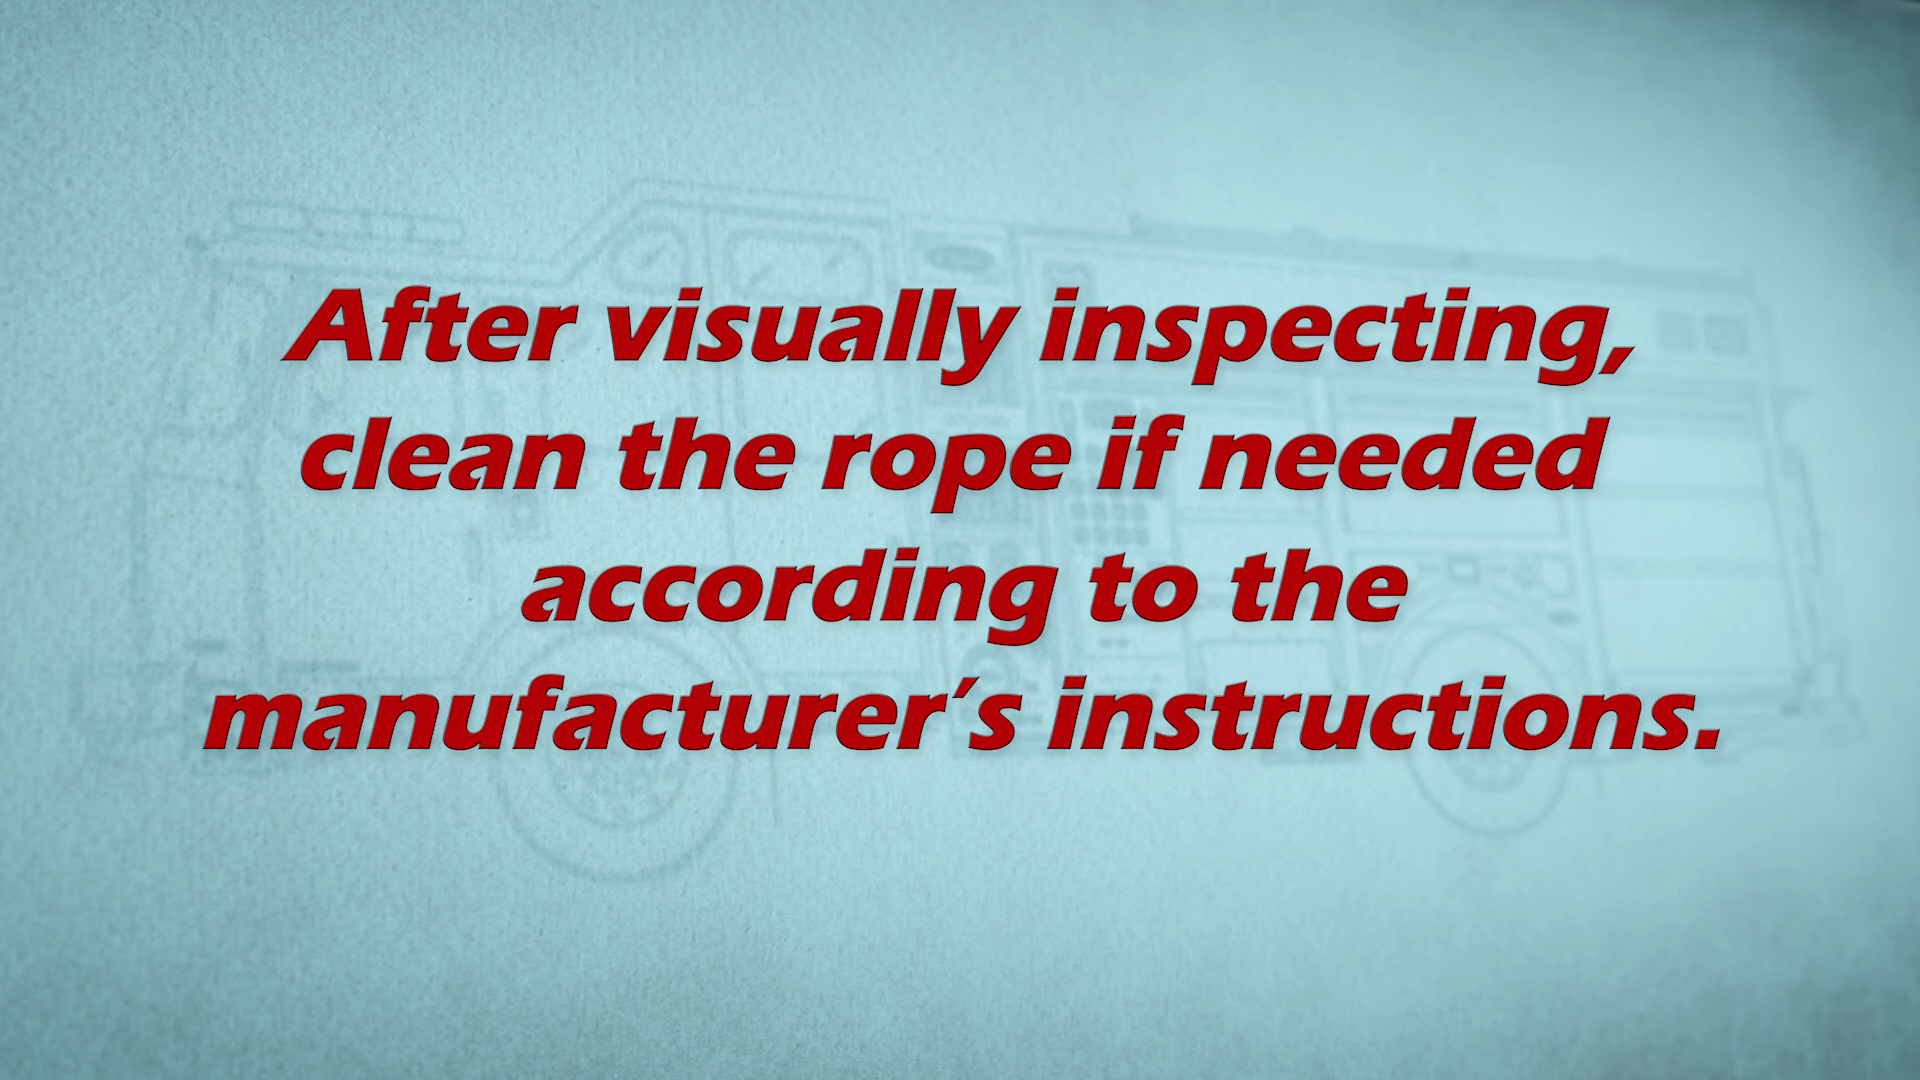 After visually inspecting,
clean the rope if needed
according to the
manufacturer's instructions.